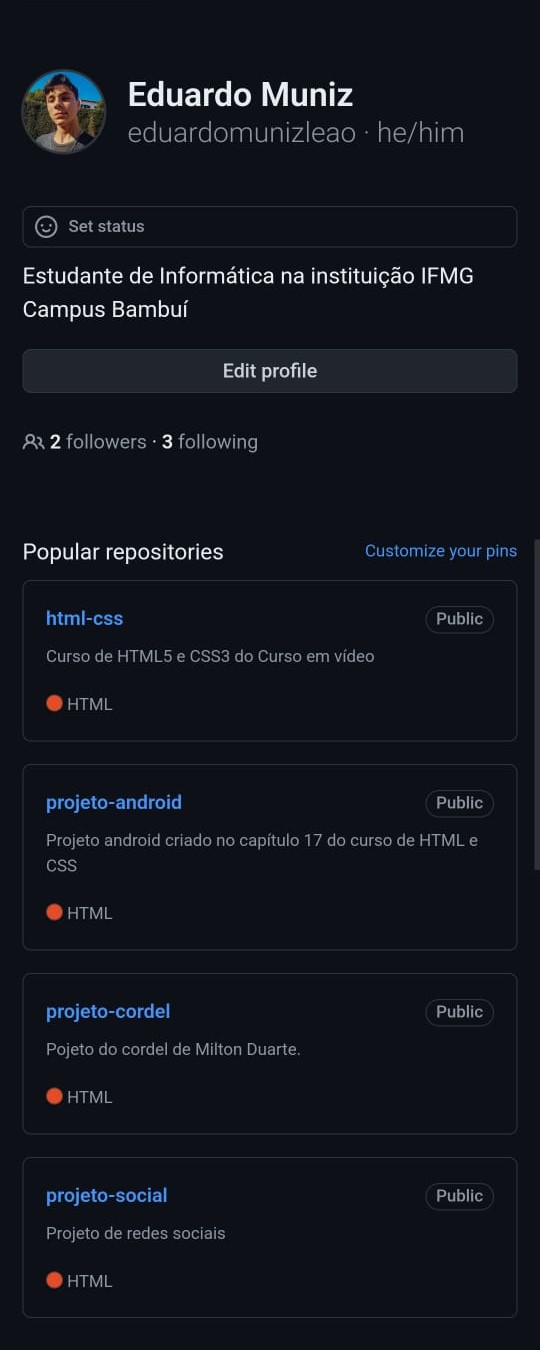 Eduardo Muniz
eduardomunizleao · he/him
Set status
Estudante de Informática na instituição IFMG
Campus Bambuí
Edit profile
2 followers · 3 following
Popular repositories
Customize your pins
html-css
Public
Curso de HTML5 e CSS3 do Curso em vídeo
HTML
projeto-android
Public
Projeto android criado no capítulo 17 do curso de HTML e
CSS
HTML
projeto-cordel
Public
Pojeto do cordel de Milton Duarte.
HTML
projeto-social
Public
Projeto de redes sociais
HTML